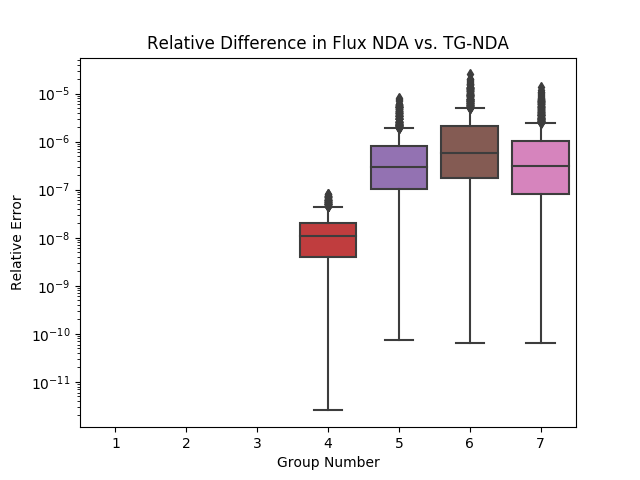 Relative Difference in Flux NDA vs. TG-NDA
Relative Error
10⁻⁵
10⁻⁶
10⁻⁷
10⁻⁸
10⁻⁹
10⁻¹⁰
10⁻¹¹
1 2 3 4 5 6 7
Group Number